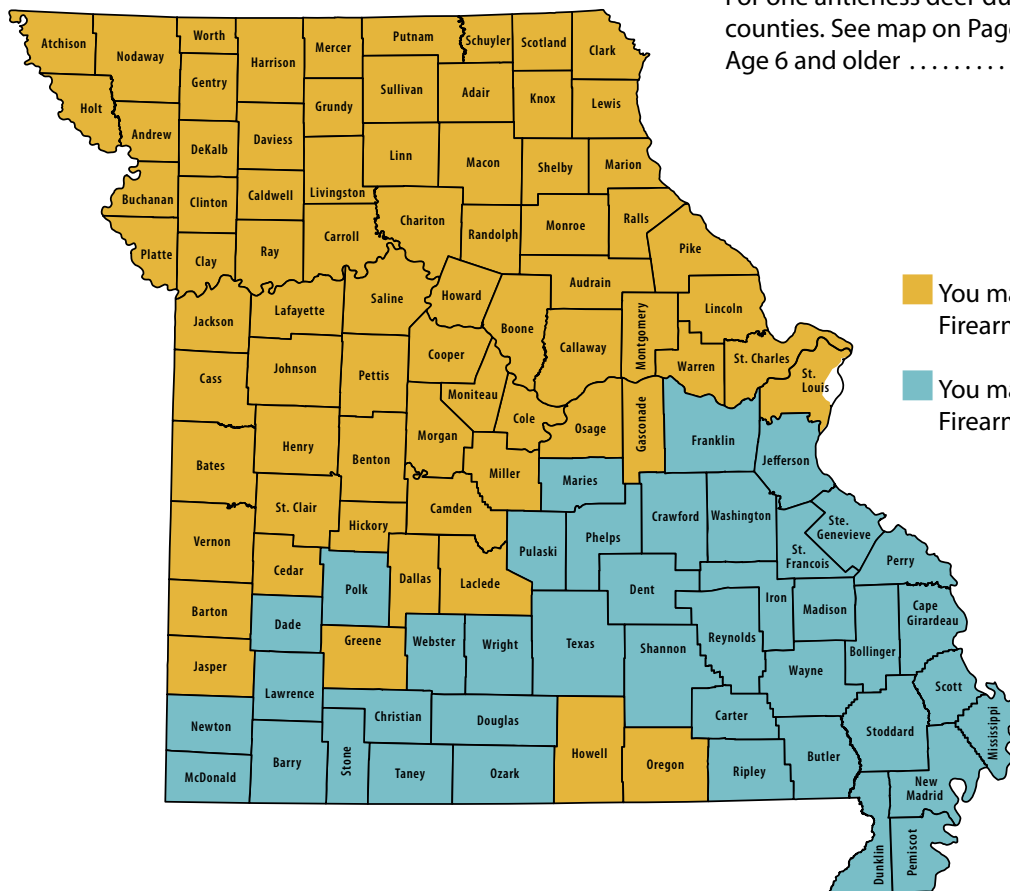 For one antlerless deer du
counties. See map on Page
Age 6 and older .........
Atchison
Nodaway
Worth
Gentry
Harrison
Mercer
Putnam
Schuyler
Scotland
Clark
Holt
Andrew
DeKalb
Daviess
Grundy
Sullivan
Adair
Knox
Lewis
Buchanan
Clinton
Caldwell
Livingston
Linn
Macon
Shelby
Marion
Platte
Clay
Ray
Carroll
Chariton
Randolph
Monroe
Ralls
Pike
Jackson
Lafayette
Saline
Howard
Boone
Audrain
Callaway
Montgomery
Lincoln
Warren
St. Charles
St.
Louis
Cass
Johnson
Pettis
Cooper
Moniteau
Cole
Osage
Gasconade
Franklin
Jefferson
Bates
Henry
Benton
Morgan
Miller
Maries
Vernon
St. Clair
Hickory
Camden
Pulaski
Phelps
Crawford
Washington
St.
Francois
Ste.
Genevieve
Perry
Barton
Cedar
Polk
Dallas
Laclede
Dent
Iron
Madison
Cape
Girardeau
Jasper
Dade
Greene
Webster
Wright
Texas
Shannon
Reynolds
Wayne
Bollinger
Scott
Newton
Lawrence
Christian
Douglas
Howell
Oregon
Carter
Butler
Stoddard
Mississippi
McDonald
Barry
Stone
Taney
Ozark
Ripley
New
Madrid
Dunklin
Pemiscot
You ma
Firearm
You ma
Firearm